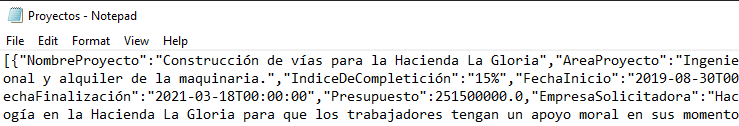 Proyectos - Notepad
File Edit Format View Help
[{"NombreProyecto":"Construcción de vías para la Hacienda La Gloria","AreaProyecto":"Ingenie
onal y alquiler de la maquinaria.","IndiceDeCompletición":"15%","FechaInicio":"2019-08-30T00
echaFinalización":"2021-03-18T00:00:00","Presupuesto":251500000.0,"EmpresaSolicitadora":"Hac
ogía en la Hacienda La Gloria para que los trabajadores tengan un apoyo moral en sus momento